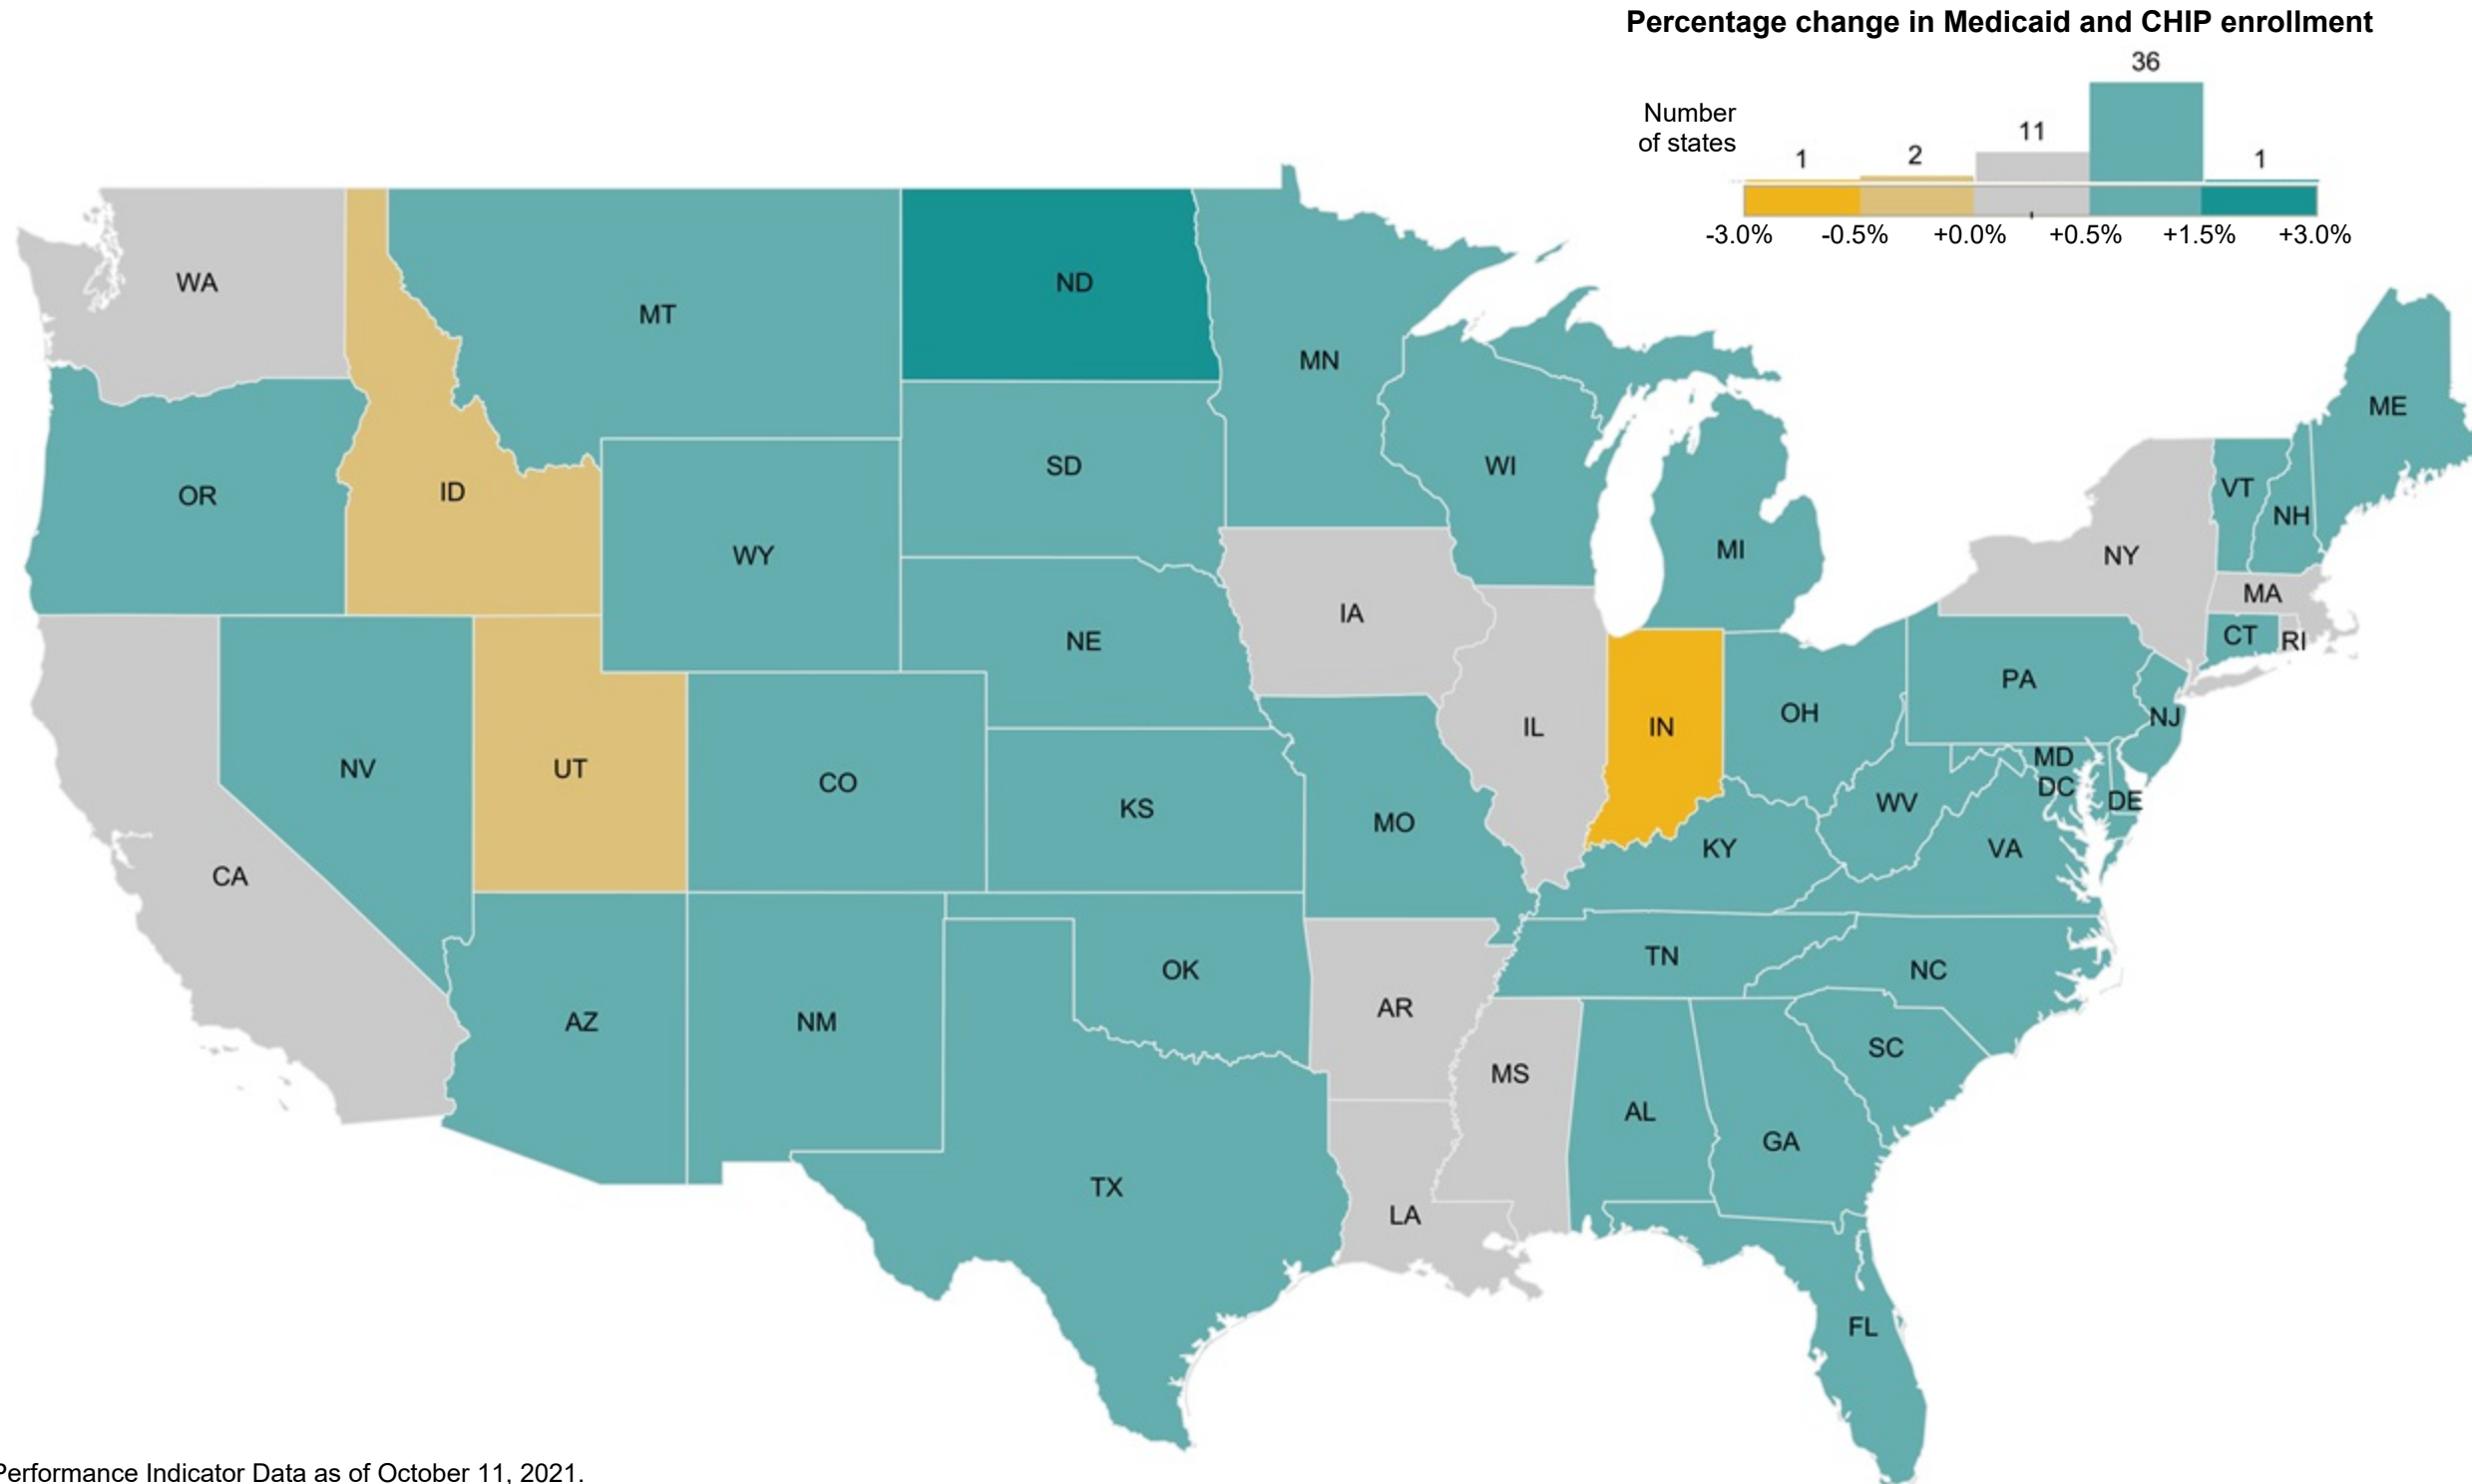 Percentage change in Medicaid and CHIP enrollment
36
Number
of states
11
1
2
1
-3.0%
-0.5%
+0.0%
+0.5%
+1.5%
+3.0%
WA
ND
MT
MN
ME
SD
WI
VT
OR
ID
NH
WY
MI
NY
MA
IA
NE
CT
RI
PA
NJ
OH
IL
IN
NV
UT
CO
MD
DC
DE
KS
WV
MO
KY
VA
CA
TN
NC
OK
AR
AZ
NM
SC
MS
AL
GA
TX
LA
FL
Performance Indicator Data as of October 11, 2021.